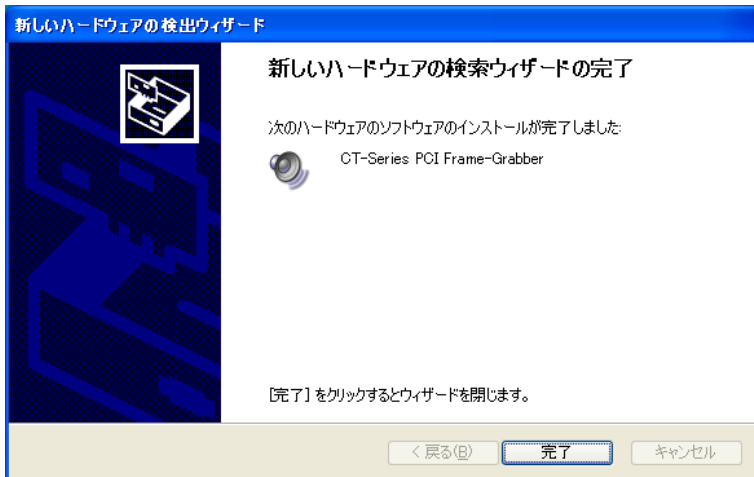 新しいハードウェアの検出ウィザード
新しいハードウェアの検索ウィザードの完了
次のハードウェアのソフトウェアのインストールが完了しました:
CT-Series PCI Frame-Grabber
[完了] をクリックするとウィザードを閉じます。
< 戻る(B)
完了
キャンセル